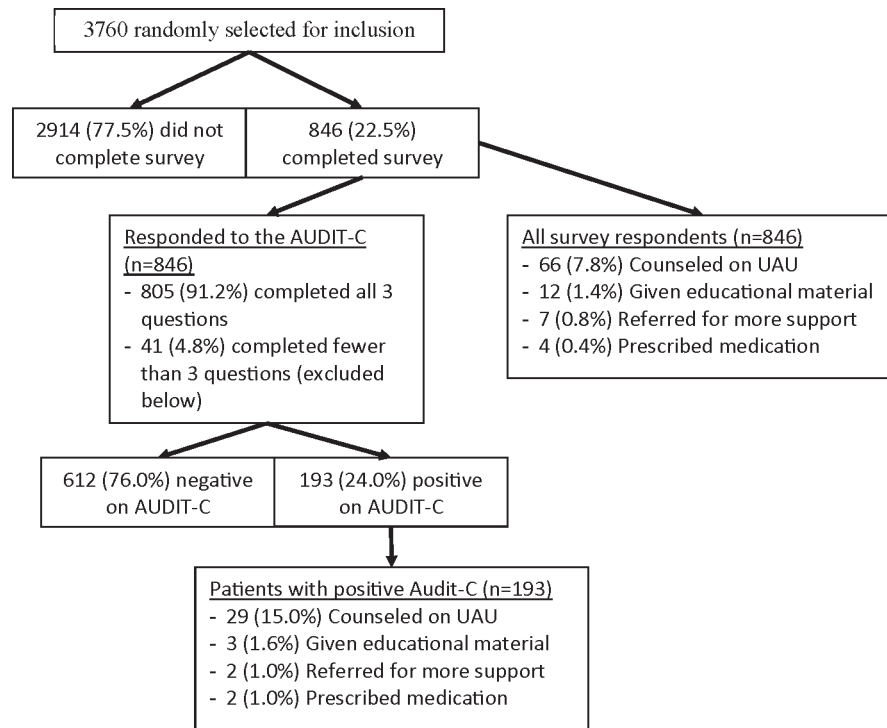 3760 randomly selected for inclusion
2914 (77.5%) did not
complete survey
846 (22.5%)
completed survey
Responded to the AUDIT-C
(n=846)
- 805 (91.2%) completed all 3
questions
- 41 (4.8%) completed fewer
than 3 questions (excluded
below)
All survey respondents (n=846)
- 66 (7.8%) Counseled on UAU
- 12 (1.4%) Given educational material
- 7 (0.8%) Referred for more support
- 4 (0.4%) Prescribed medication
612 (76.0%) negative
on AUDIT-C
193 (24.0%) positive
on AUDIT-C
Patients with positive Audit-C (n=193)
- 29 (15.0%) Counseled on UAU
- 3 (1.6%) Given educational material
- 2 (1.0%) Referred for more support
- 2 (1.0%) Prescribed medication